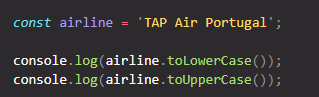 const airline = 'TAP Air Portugal';
console.log(airline.toLowerCase());
console.log(airline.toUpperCase());